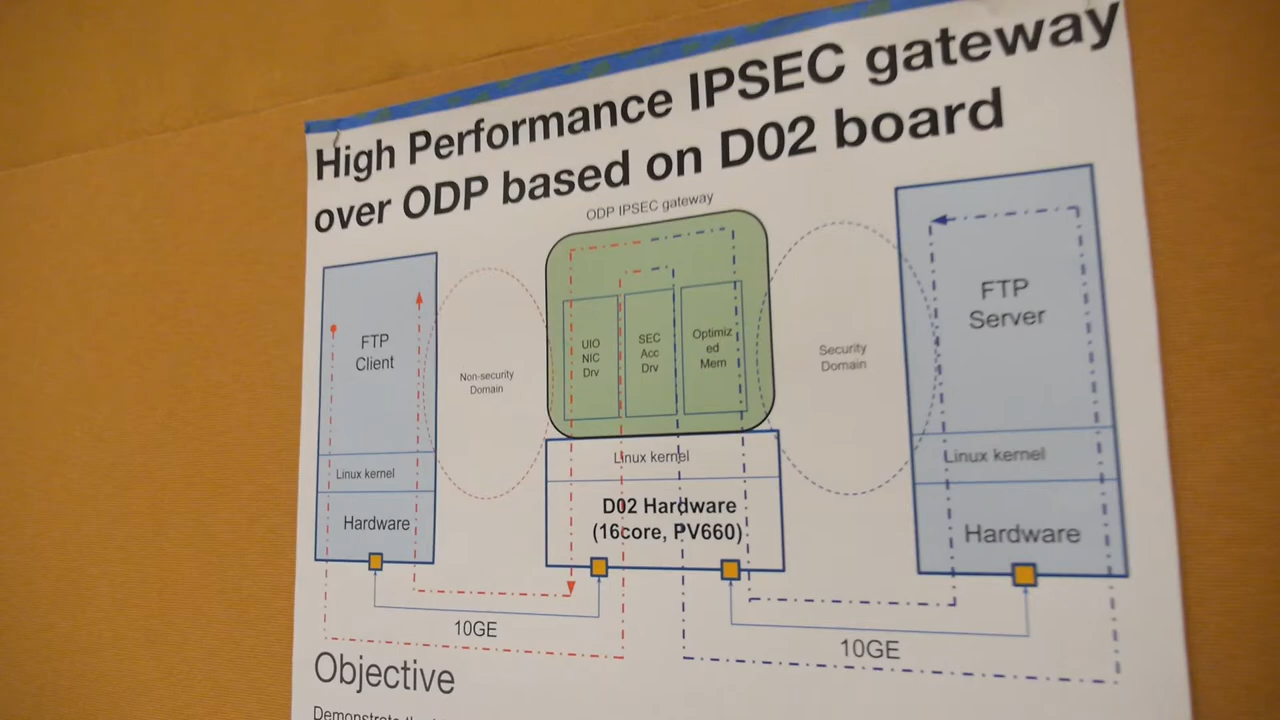 High Performance IPSEC gateway
over ODP based on D02 board
ODP IPSEC gateway
FTP
Client
Linux kernel
Hardware
Non-security
Domain
UIO
NIC
Drv
SEC
Acc
Drv
Optimiz
ed
Mem
Linux kernel
D02 Hardware
(16core, PV660)
Security
Domain
FTP
Server
Linux kernel
Hardware
10GE
10GE
Objective